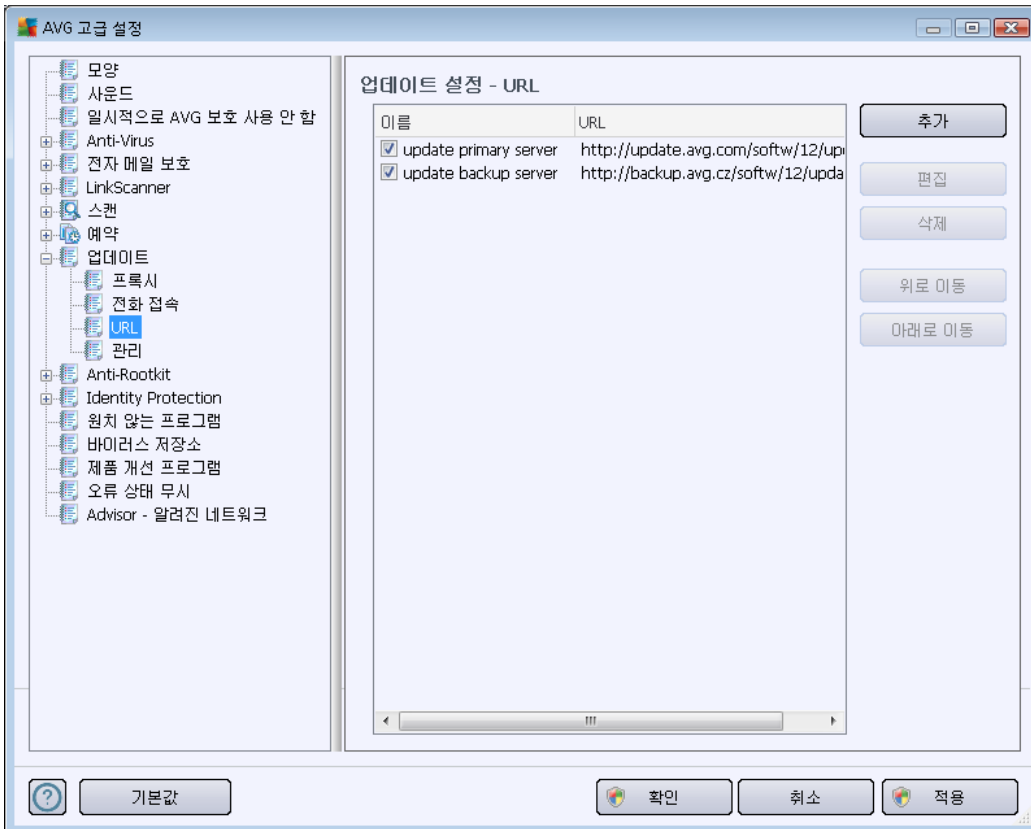 AVG 고급 설정
모양
사운드
일시적으로 AVG 보호 사용 안 함
Anti-Virus
전자 메일 보호
LinkScanner
스캔
예약
업데이트
프록시
전화 접속
URL
관리
Anti-Rootkit
Identity Protection
원치 않는 프로그램
바이러스 저장소
제품 개선 프로그램
오류 상태 무시
Advisor - 알려진 네트워크
업데이트 설정 - URL
이름 URL
update primary server http://update.avg.com/softw/12/up
update backup server http://backup.avg.cz/softw/12/upda
추가
편집
삭제
위로 이동
아래로 이동
기본값
확인
취소
적용